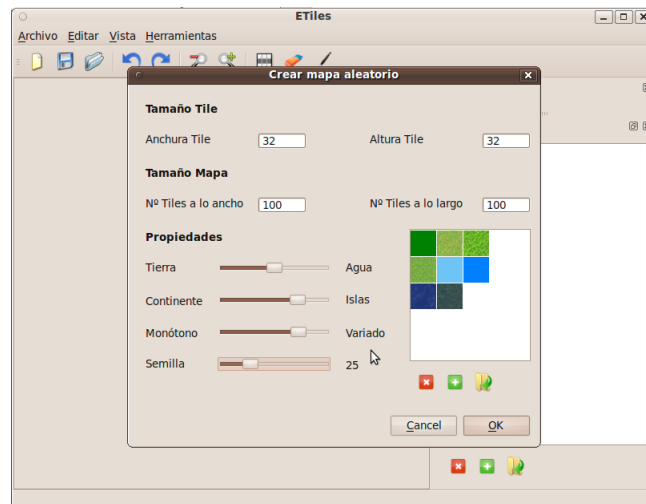 ETiles
Archivo Editar Vista Herramientas
Crear mapa aleatorio
Tamaño Tile
Anchura Tile 32 Altura Tile 32
Tamaño Mapa
Nº Tiles a lo ancho 100 Nº Tiles a lo largo 100
Propiedades
Tierra Agua
Continente Islas
Monótono Variado
Semilla 25
Cancel OK